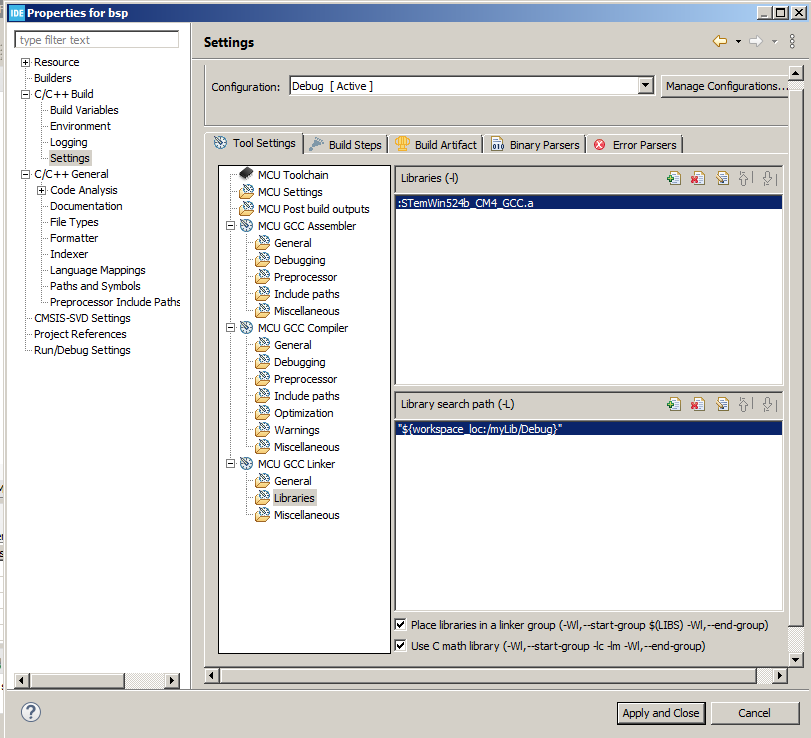 IDE Properties for bsp
type filter text
Resource
Builders
C/C++ Build
Build Variables
Environment
Logging
Settings
C/C++ General
Code Analysis
Documentation
File Types
Formatter
Indexer
Language Mappings
Paths and Symbols
Preprocessor Include Paths
CMSIS-SVD Settings
Project References
Run/Debug Settings
Settings
Configuration:
Debug [ Active ]
Manage Configurations...
Tool Settings
Build Steps
Build Artifact
Binary Parsers
Error Parsers
MCU Toolchain
MCU Settings
MCU Post build outputs
MCU GCC Assembler
General
Debugging
Preprocessor
Include paths
Miscellaneous
MCU GCC Compiler
General
Debugging
Preprocessor
Include paths
Optimization
Warnings
Miscellaneous
MCU GCC Linker
General
Libraries
Miscellaneous
Libraries (-l)
:STemWin524b_CM4_GCC.a
Library search path (-L)
"${workspace_loc:/myLib/Debug}"
Place libraries in a linker group (-Wl,--start-group $(LIBS) -Wl,--end-group)
Use C math library (-Wl,--start-group -lc -lm -Wl,--end-group)
?
Apply and Close
Cancel